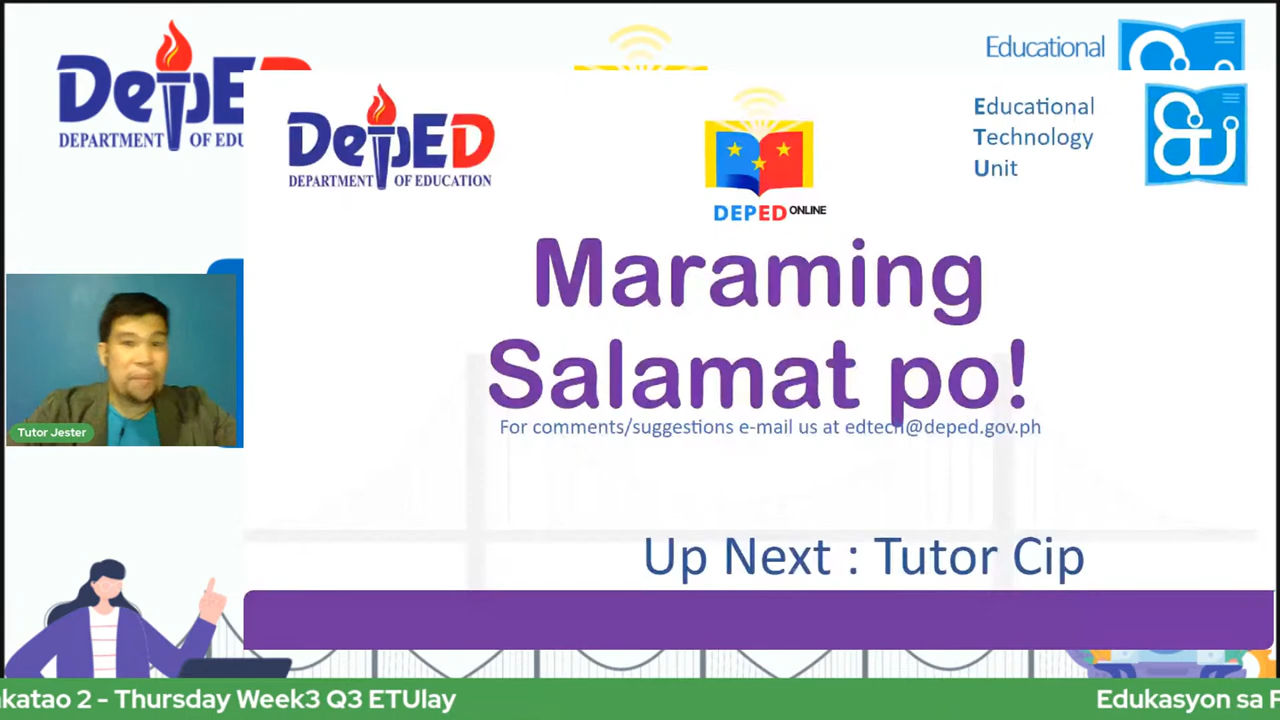 DepED
DEPARTMENT OF EDU
Educational
DepED
DEPARTMENT OF EDUCATION
DEPED ONLINE
Educational
Technology
Unit
Maraming
Salamat po!
For comments/suggestions e-mail us at edtech@deped.gov.ph
Tutor Jester
Up Next : Tutor Cip
akatao 2 - Thursday Week3 Q3 ETUlay
Edukasyon sa P